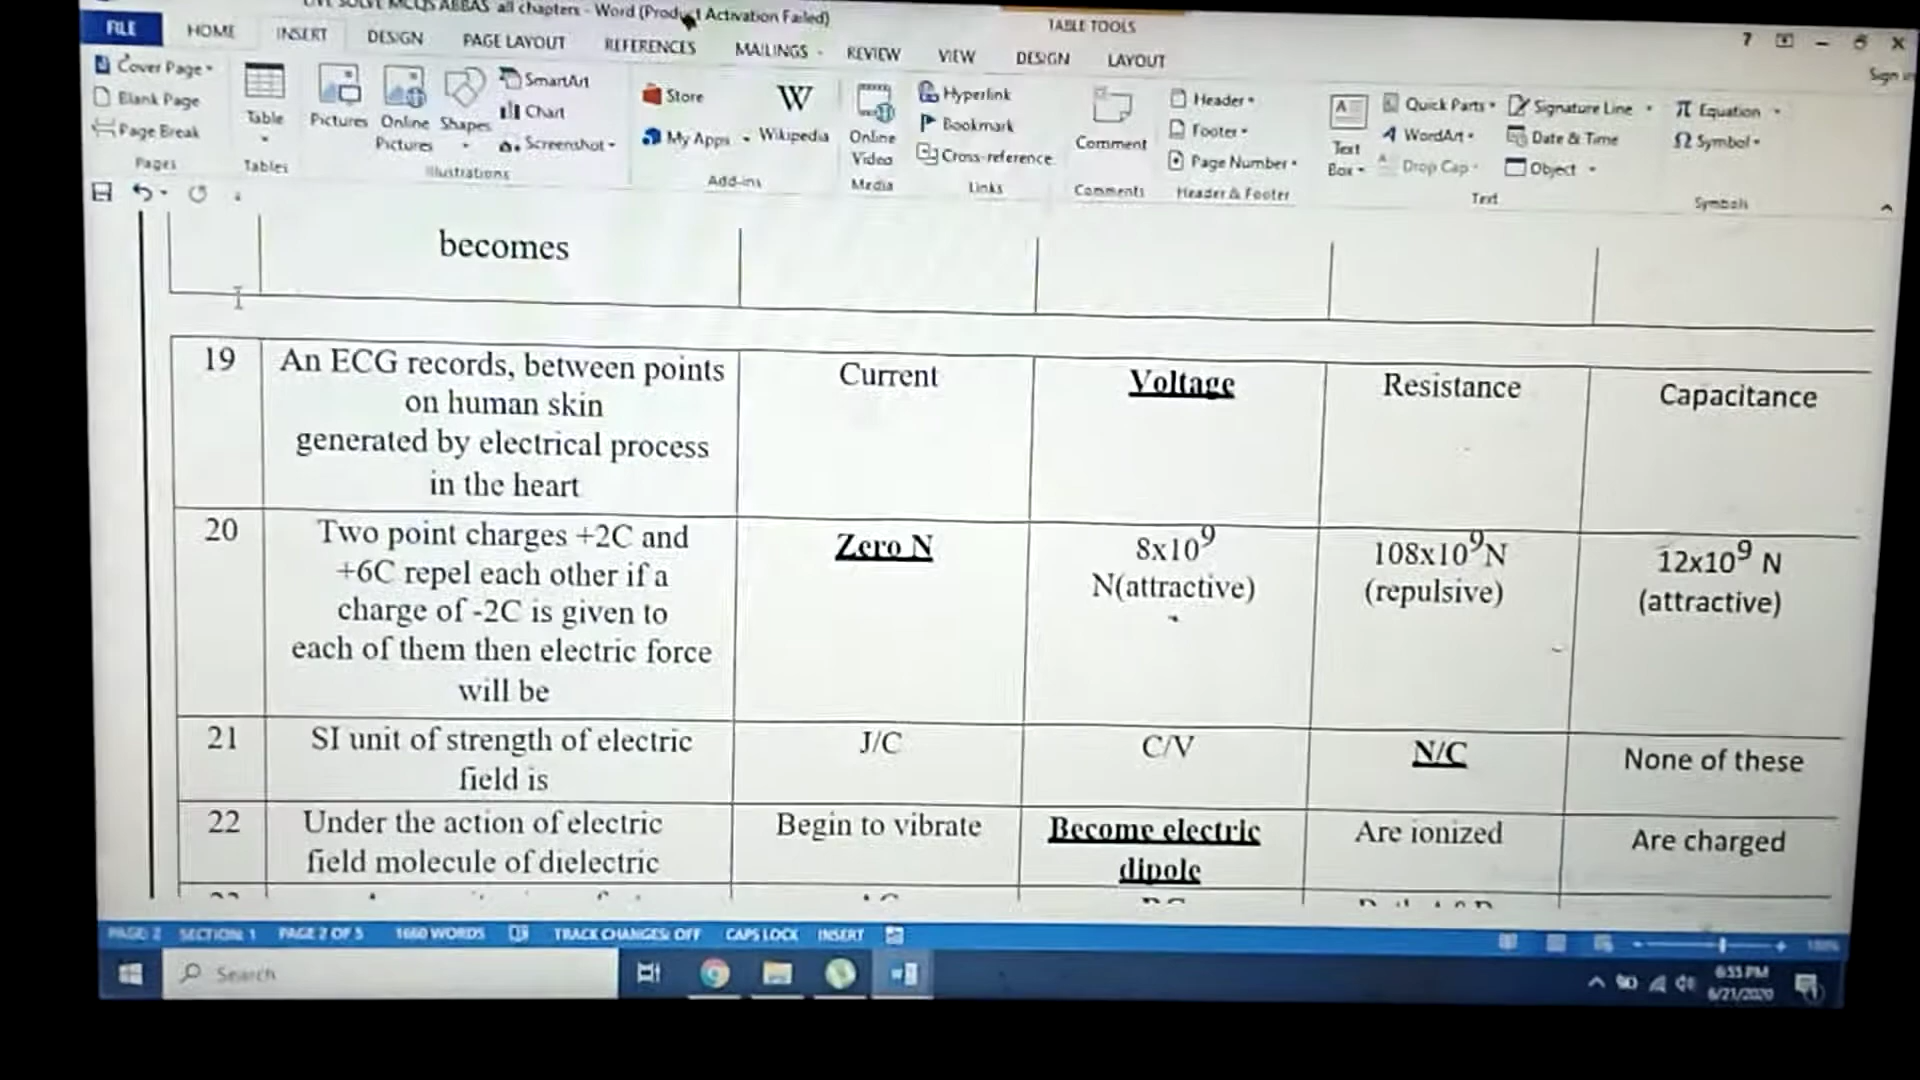 all chapters - Word (Product Activation Failed)
TABLE TOOLS
FILE HOME INSERT DESIGN PAGE LAYOUT REFERENCES MAILINGS REVIEW VIEW DESIGN LAYOUT
Sign in
Cover Page
Blank Page
Page Break
Pages
Table
Tables
Pictures
Online
Pictures
Shapes
SmartArt
Chart
Screenshot
Illustrations
Store
My Apps
Wikipedia
Add-ins
Online
Video
Media
Hyperlink
Bookmark
Cross-reference
Links
Comment
Comments
Header
Footer
Page Number
Header & Footer
Text
Box
Quick Parts
WordArt
Drop Cap
Signature Line
Date & Time
Object
Text
π Equation
Ω Symbol
Symbols
becomes
19 An ECG records, between points Current Voltage Resistance Capacitance
on human skin
generated by electrical process
in the heart
20 Two point charges +2C and Zero N 8x10⁹ 108x10⁹N 12x10⁹ N
+6C repel each other if a N(attractive) (repulsive) (attractive)
charge of -2C is given to
each of them then electric force
will be
21 SI unit of strength of electric J/C C/V N/C None of these
field is
22 Under the action of electric Begin to vibrate Become electric Are ionized Are charged
field molecule of dielectric dipole
PAGE 2 SECTION: 1 PAGE 2 OF 5 1660 WORDS TRACK CHANGES: OFF CAPS LOCK INSERT
Search
6:55 PM
6/21/2020